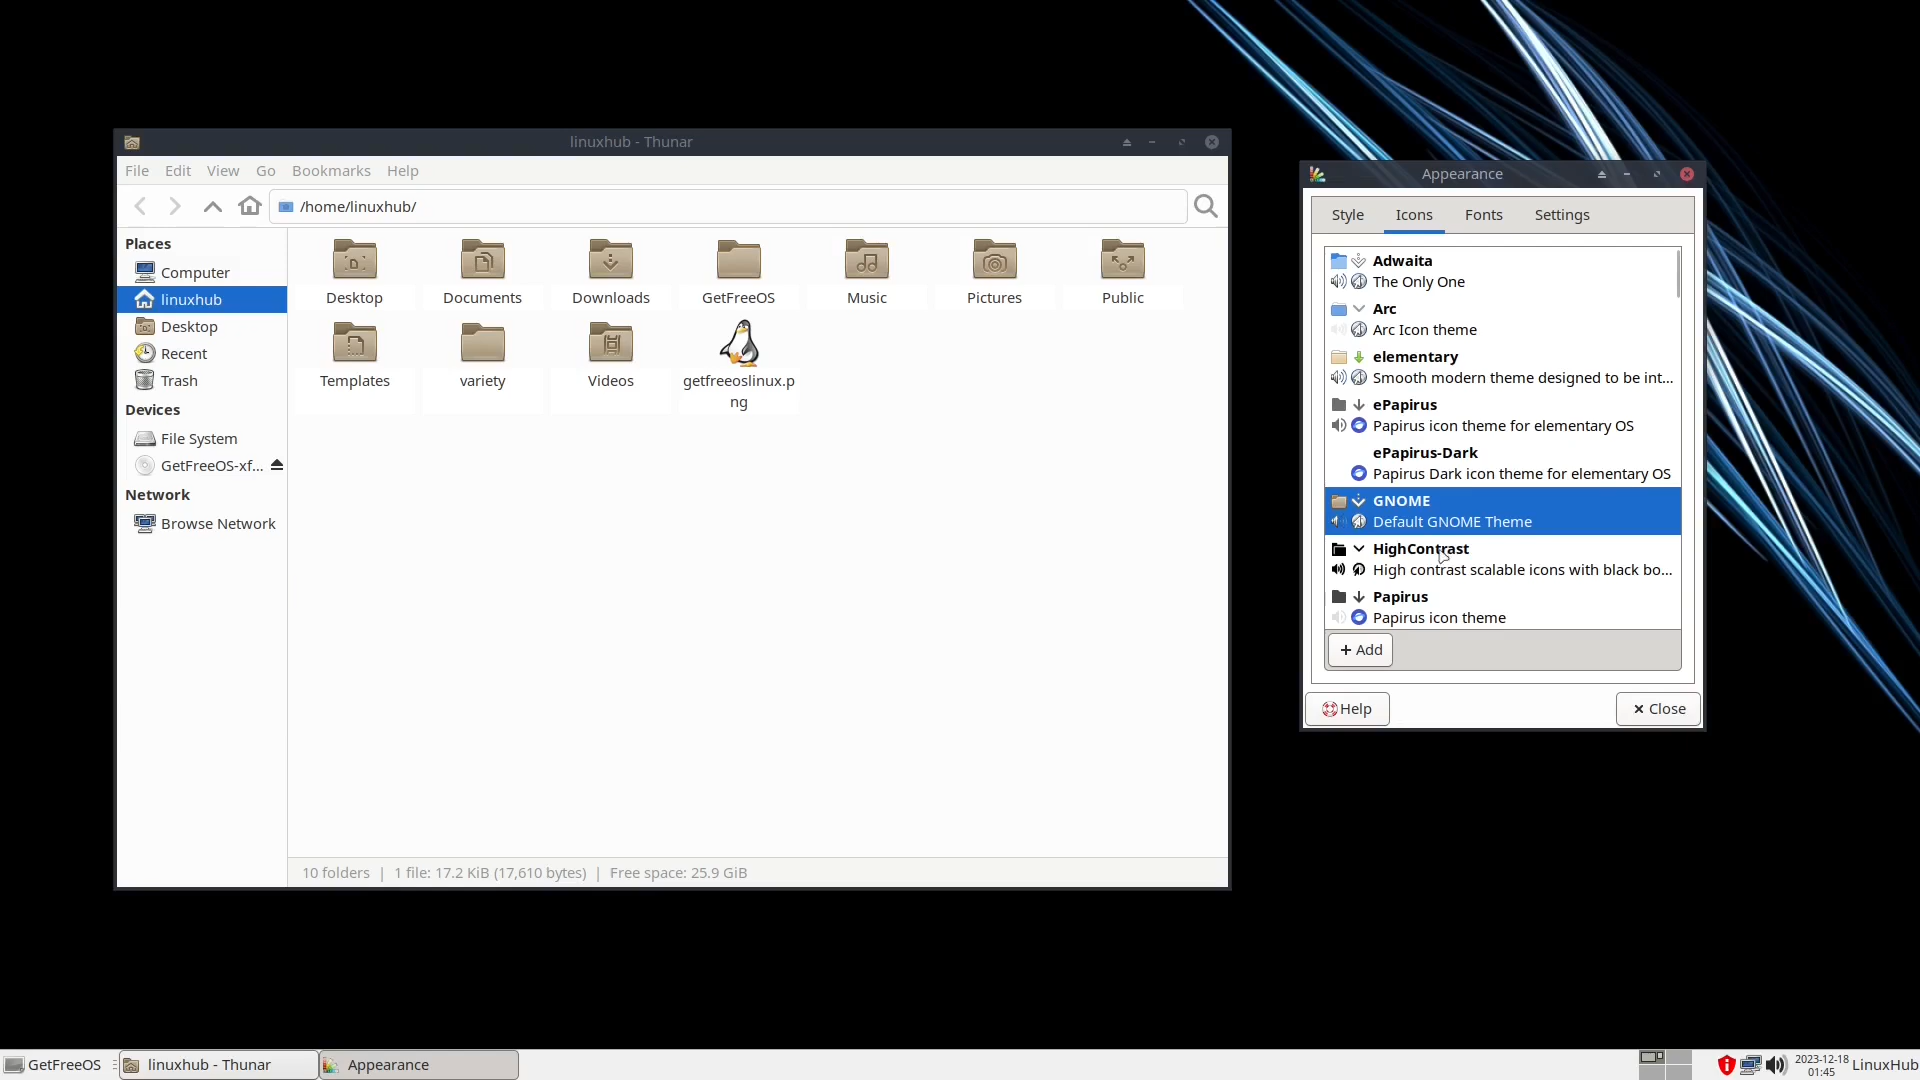 linuxhub - Thunar
File Edit View Go Bookmarks Help
/home/linuxhub/
Places
Computer
linuxhub
Desktop
Recent
Trash
Devices
File System
GetFreeOS-xf...
Network
Browse Network
Desktop Documents Downloads GetFreeOS Music Pictures Public
Templates variety Videos getfreeoslinux.p
ng
10 folders | 1 file: 17.2 KiB (17,610 bytes) | Free space: 25.9 GiB
Appearance
Style Icons Fonts Settings
Adwaita
The Only One
Arc
Arc Icon theme
elementary
Smooth modern theme designed to be int...
ePapirus
Papirus icon theme for elementary OS
ePapirus-Dark
Papirus Dark icon theme for elementary OS
GNOME
Default GNOME Theme
HighContrast
High contrast scalable icons with black bo...
Papirus
Papirus icon theme
+ Add
Help
Close
GetFreeOS
linuxhub - Thunar
Appearance
2023-12-18
01:45
LinuxHub